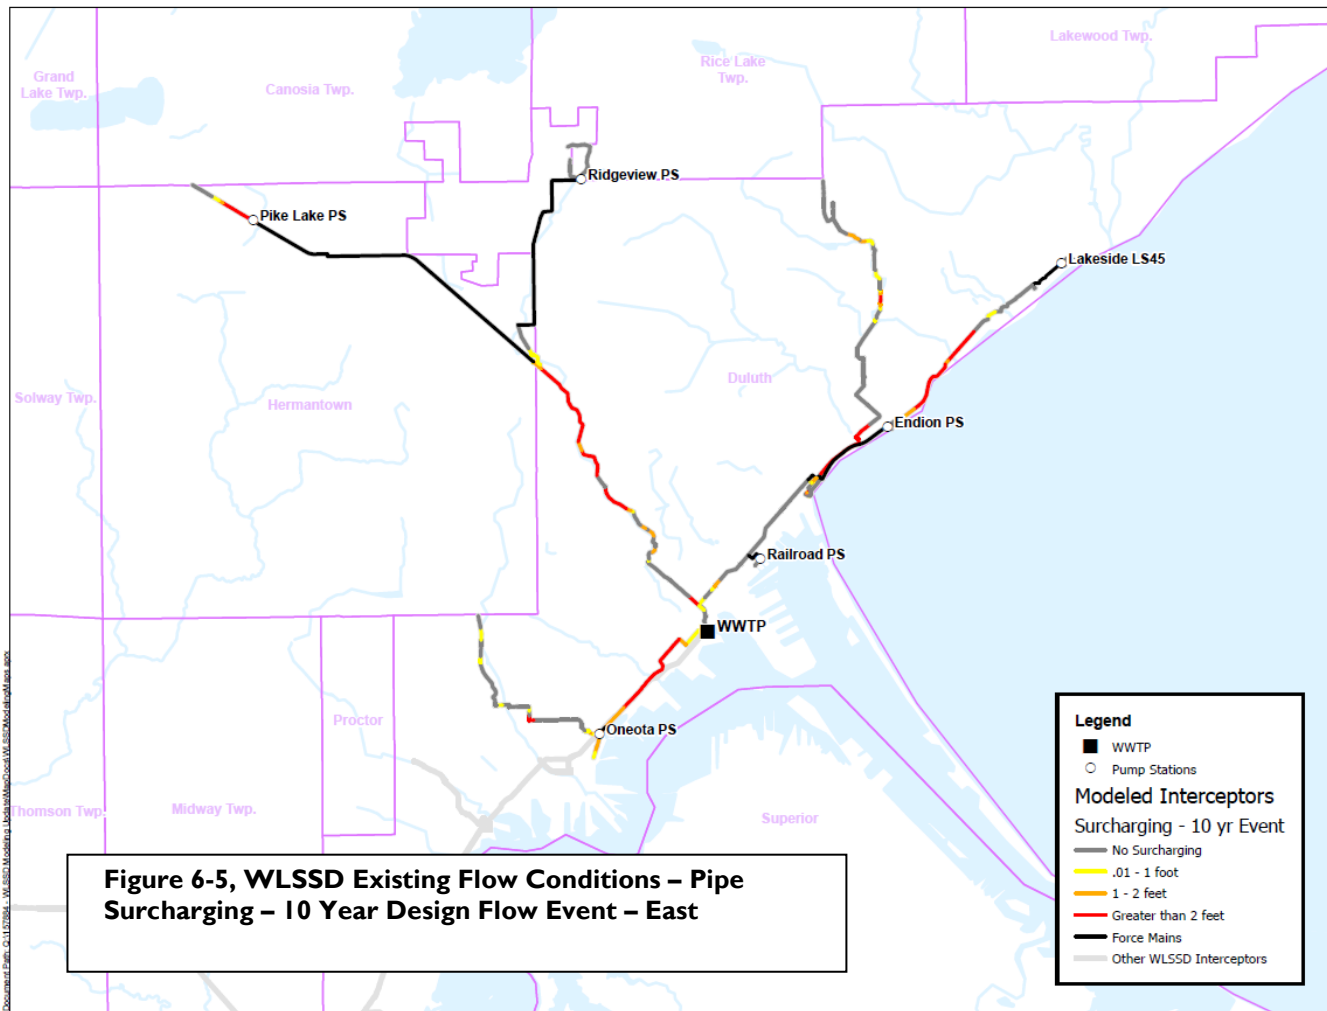 Lakewood Twp.
Rice Lake
Twp.
Grand
Lake Twp.
Canosia Twp.
Ridgeview PS
Pike Lake PS
Lakeside LS45
Duluth
Solway Twp.
Hermantown
Endion PS
Railroad PS
WWTP
Proctor
Oneota PS
Thomson Twp.
Midway Twp.
Superior
Legend
WWTP
Pump Stations
Modeled Interceptors
Surcharging - 10 yr Event
No Surcharging
.01 - 1 foot
1 - 2 feet
Greater than 2 feet
Force Mains
Other WLSSD Interceptors
Figure 6-5, WLSSD Existing Flow Conditions – Pipe
Surcharging – 10 Year Design Flow Event – East